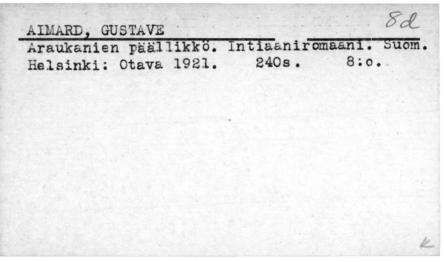 8d
AIMARD, GUSTAVE
Araukanien päällikkö. Intiaaniromaani. Suom.
Helsinki: Otava 1921. 240s. 8:o.
k